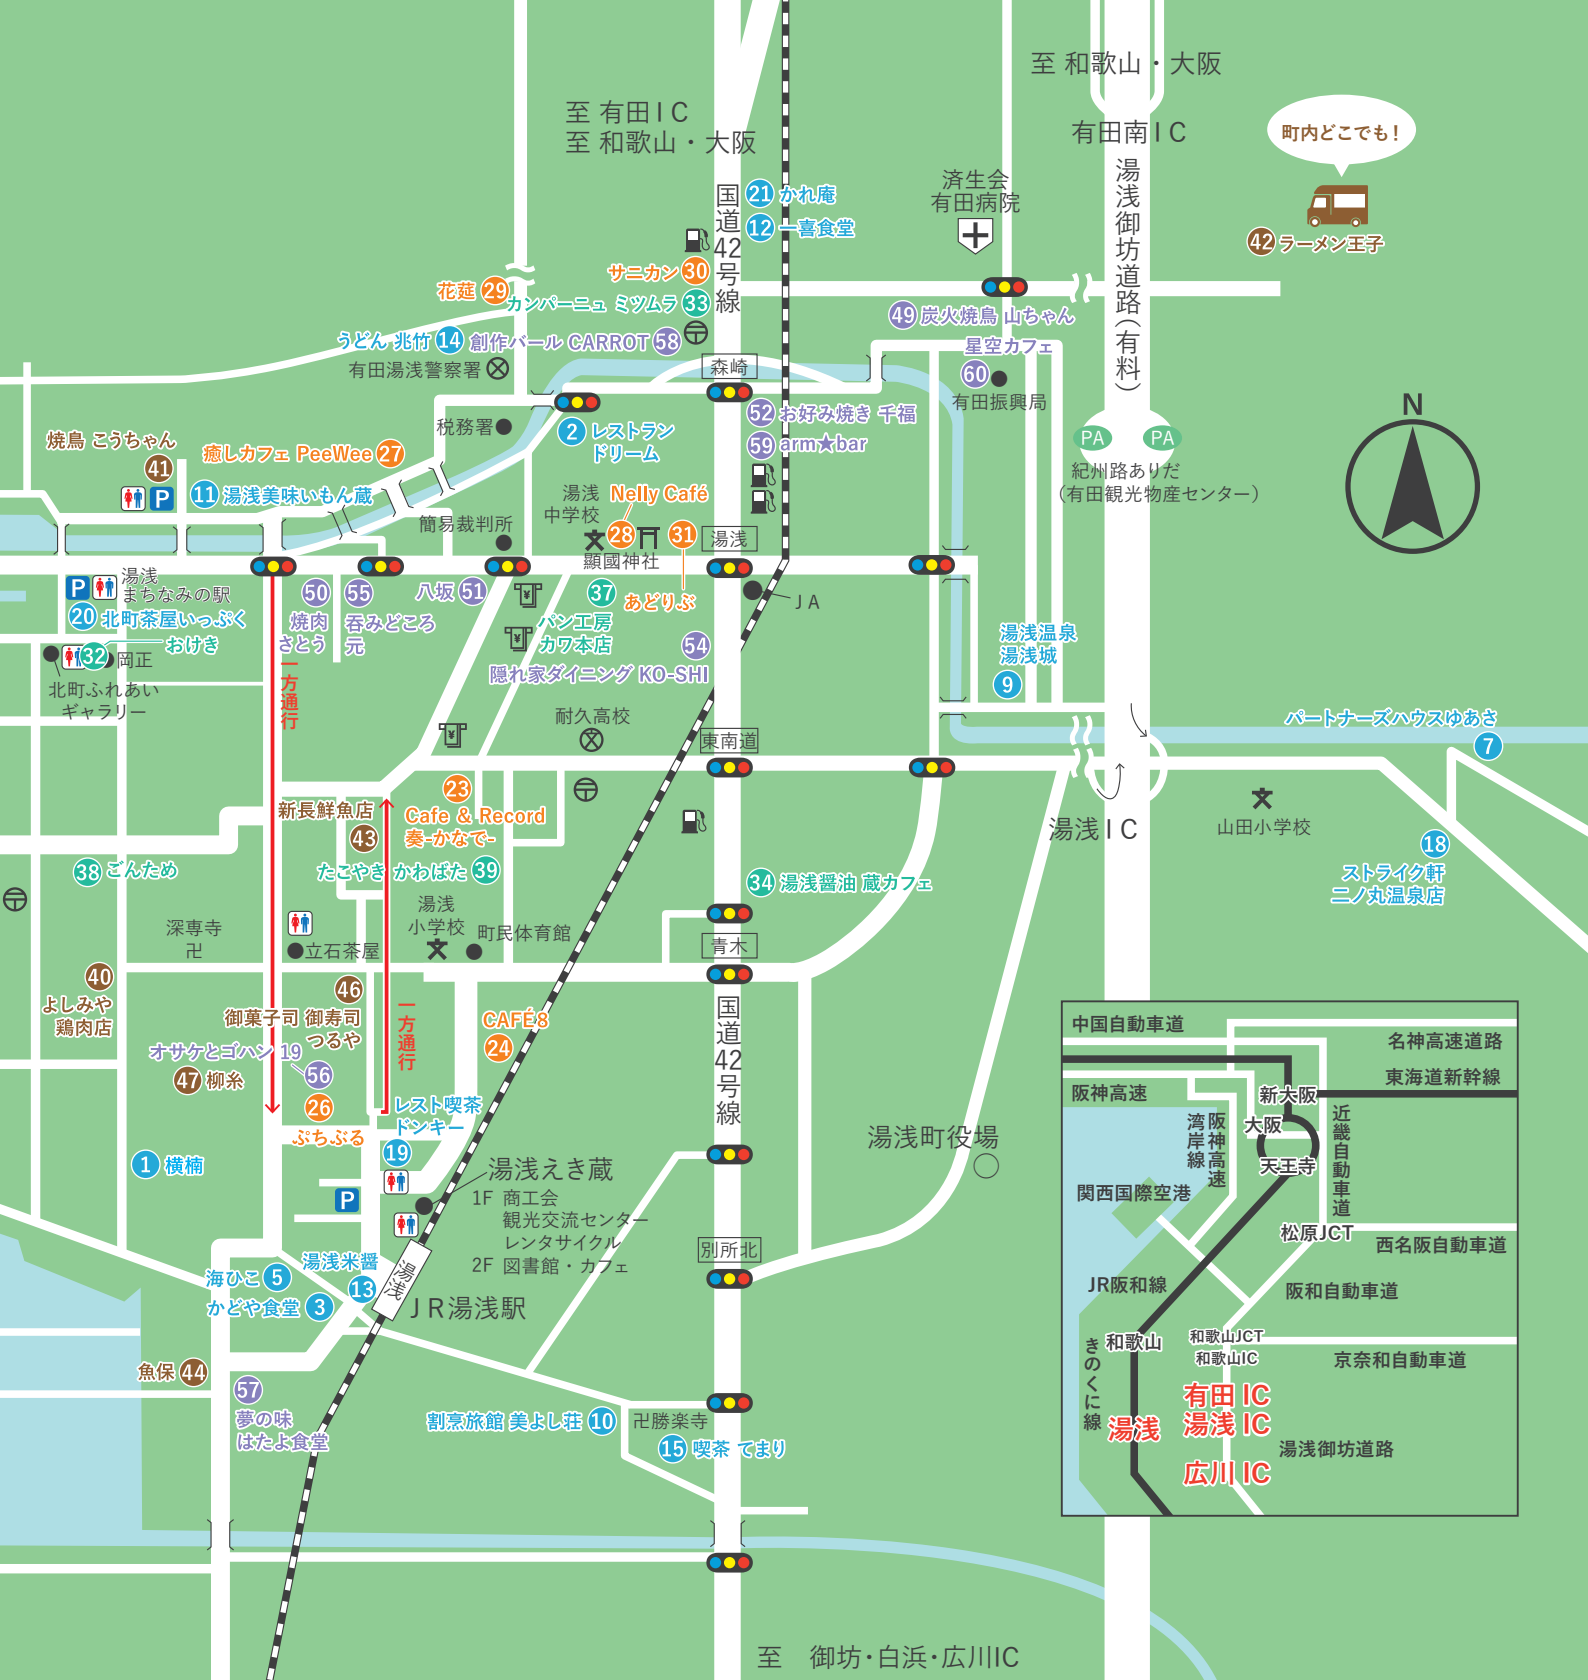 至 和歌山・大阪
至 有田IC
至 和歌山・大阪
有田南IC
町内どこでも！
42 ラーメン王子
国道42号線
21 かれ庵
12 一喜食堂
済生会
有田病院
湯浅御坊道路（有料）
サニカン 30
花莚 29
カンパーニュ ミツムラ 33
うどん 兆竹 14
創作バール CARROT 58
有田湯浅警察署
森崎
49 炭火焼鳥 山ちゃん
星空カフェ
60
有田振興局
N
税務署
2 レストラン
ドリーム
52 お好み焼き 千福
59 arm★bar
PA
PA
紀州路ありだ
（有田観光物産センター）
焼鳥 こうちゃん
41
癒しカフェ PeeWee 27
P
11 湯浅美味いもん蔵
湯浅
中学校
Nelly Café
28
31
簡易裁判所
顯國神社
湯浅
P
湯浅
まちなみの駅
20 北町茶屋いっぷく
32 おけき
岡正
北町ふれあい
ギャラリー
50
焼肉
さとう
55
呑みどころ
元
八坂 51
¥
¥
37
パン工房
カワ本店
あどりぶ
JA
54
隠れ家ダイニング KO-SHI
湯浅温泉
湯浅城
9
一方通行
¥
耐久高校
東南道
パートナーズハウスゆあさ
7
新長鮮魚店
43
23
Cafe & Record
奏-かなで-
山田小学校
湯浅IC
18
ストライク軒
二ノ丸温泉店
38 ごんため
たこやき かわばた 39
34 湯浅醤油 蔵カフェ
深専寺
卍
立石茶屋
湯浅
小学校
町民体育館
青木
40
よしみや
鶏肉店
46
御菓子司 御寿司
つるや
一方通行
CAFÉ8
24
国道42号線
オサケとゴハン 19
56
47 柳糸
26
ぷちぶる
レスト喫茶
ドンキー
19
1 横楠
P
湯浅えき蔵
1F 商工会
観光交流センター
レンタサイクル
2F 図書館・カフェ
湯浅町役場
別所北
湯浅米醤
13
海ひこ 5
かどや食堂 3
湯浅
JR湯浅駅
魚保 44
57
夢の味
はたよ食堂
割烹旅館 美よし荘 10
卍勝楽寺
15 喫茶 てまり
至 御坊・白浜・広川IC
中国自動車道
名神高速道路
東海道新幹線
阪神高速
新大阪
大阪
天王寺
阪神高速
湾岸線
近畿自動車道
関西国際空港
松原JCT
西名阪自動車道
JR阪和線
阪和自動車道
和歌山
和歌山JCT
和歌山IC
京奈和自動車道
きのくに線
有田 IC
湯浅 IC
湯浅
湯浅御坊道路
広川 IC